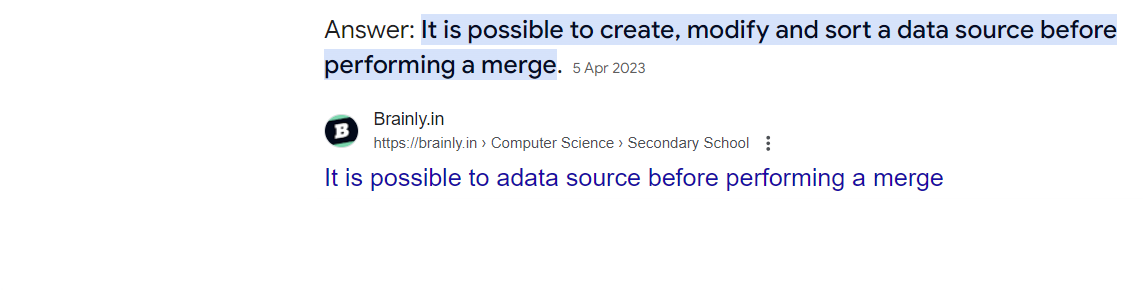 Answer: It is possible to create, modify and sort a data source before
performing a merge. 5 Apr 2023
B
Brainly.in
https://brainly.in › Computer Science › Secondary School
It is possible to adata source before performing a merge